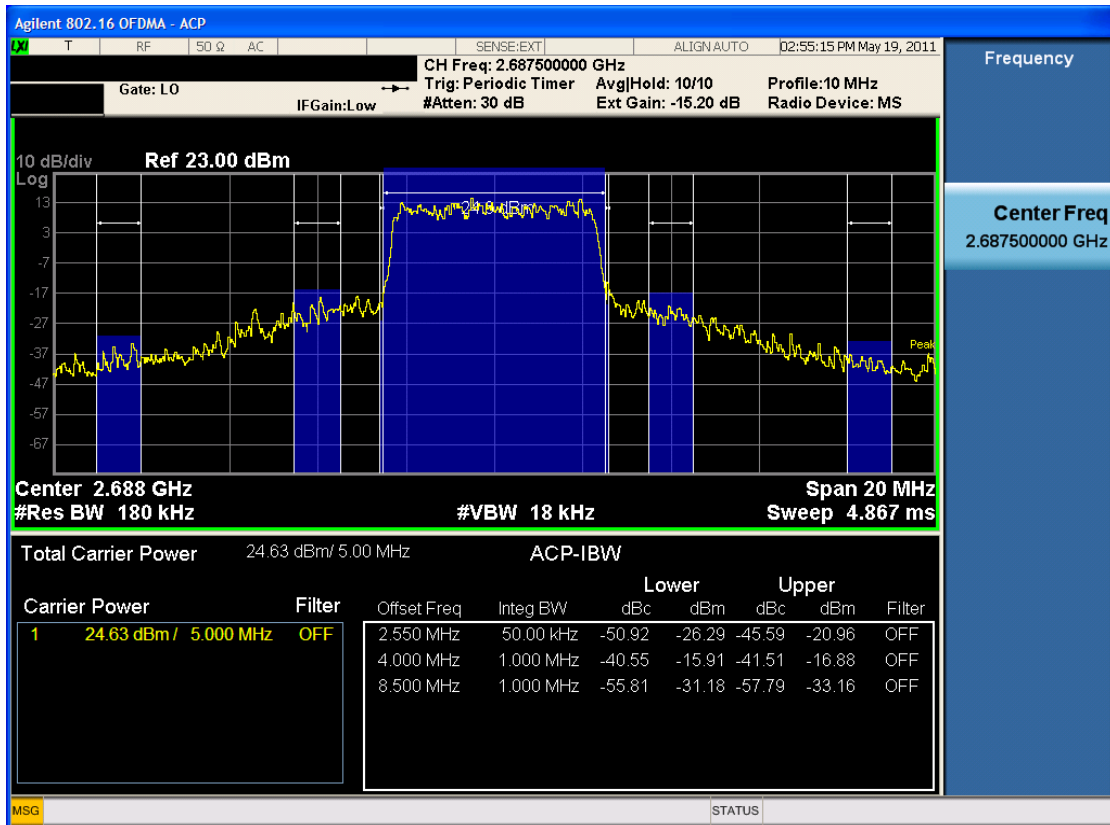 Agilent 802.16 OFDMA - ACP
LXI T RF 50 Ω AC SENSE:EXT ALIGN AUTO 02:55:15 PM May 19, 2011
CH Freq: 2.687500000 GHz
Gate: LO Trig: Periodic Timer Avg|Hold: 10/10 Profile:10 MHz
IFGain:Low #Atten: 30 dB Ext Gain: -15.20 dB Radio Device: MS
Frequency
Center Freq
2.687500000 GHz
10 dB/div Ref 23.00 dBm
Log
13
3
-7
-17
-27
-37
-47
-57
-67
Peak
Center 2.688 GHz Span 20 MHz
#Res BW 180 kHz #VBW 18 kHz Sweep 4.867 ms
Total Carrier Power 24.63 dBm/ 5.00 MHz ACP-IBW
Lower Upper
Carrier Power Filter Offset Freq Integ BW dBc dBm dBc dBm Filter
1 24.63 dBm / 5.000 MHz OFF 2.550 MHz 50.00 kHz -50.92 -26.29 -45.59 -20.96 OFF
4.000 MHz 1.000 MHz -40.55 -15.91 -41.51 -16.88 OFF
8.500 MHz 1.000 MHz -55.81 -31.18 -57.79 -33.16 OFF
MSG STATUS